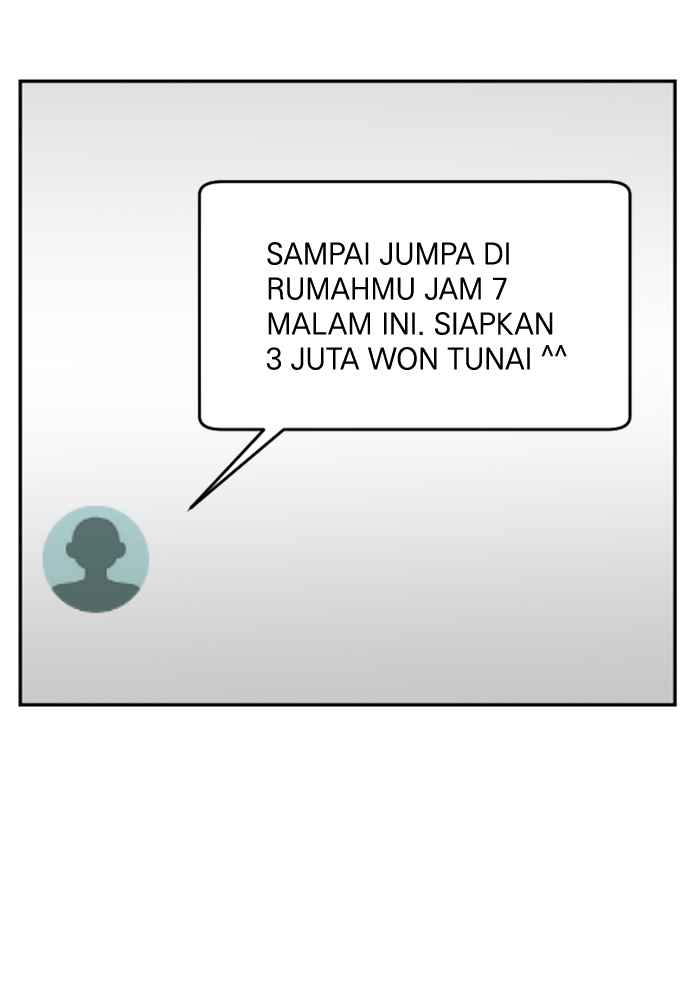 SAMPAI JUMPA DI
RUMAHMU JAM 7
MALAM INI. SIAPKAN
3 JUTA WON TUNAI ^^